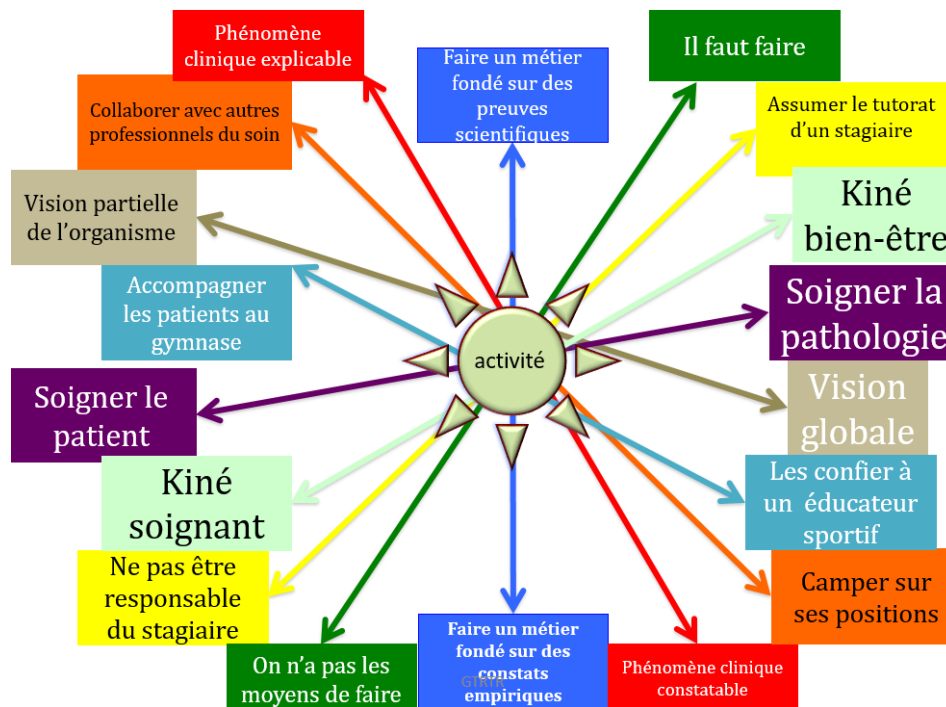 Phénomène
clinique explicable
Faire un métier
fondé sur des
preuves
scientifiques
Il faut faire
Collaborer avec autres
professionnels du soin
Assumer le tutorat
d'un stagiaire
Vision partielle
de l'organisme
Kiné
bien-être
Accompagner
les patients au
gymnase
Soigner la
pathologie
activité
Soigner le
patient
Vision
globale
Kiné
soignant
Les confier à
un éducateur
sportif
Ne pas être
responsable
du stagiaire
Camper sur
ses positions
On n'a pas les
moyens de faire
Faire un métier
fondé sur des
constats
empiriques
Phénomène clinique
constatable